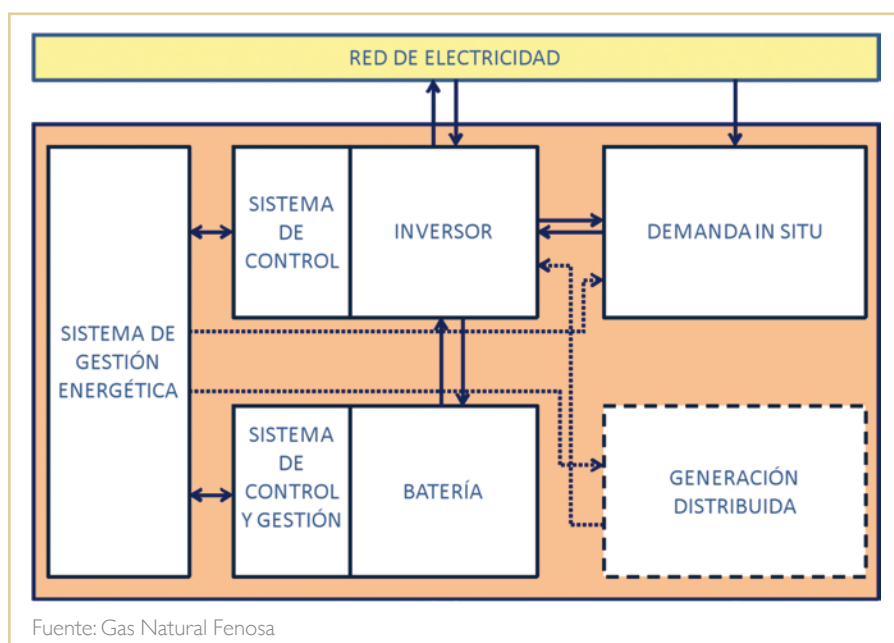 RED DE ELECTRICIDAD
SISTEMA
DE
CONTROL
INVERSOR
DEMANDA IN SITU
SISTEMA DE
GESTIÓN
ENERGÉTICA
SISTEMA
DE
CONTROL
Y GESTIÓN
BATERÍA
GENERACIÓN
DISTRIBUIDA
Fuente: Gas Natural Fenosa